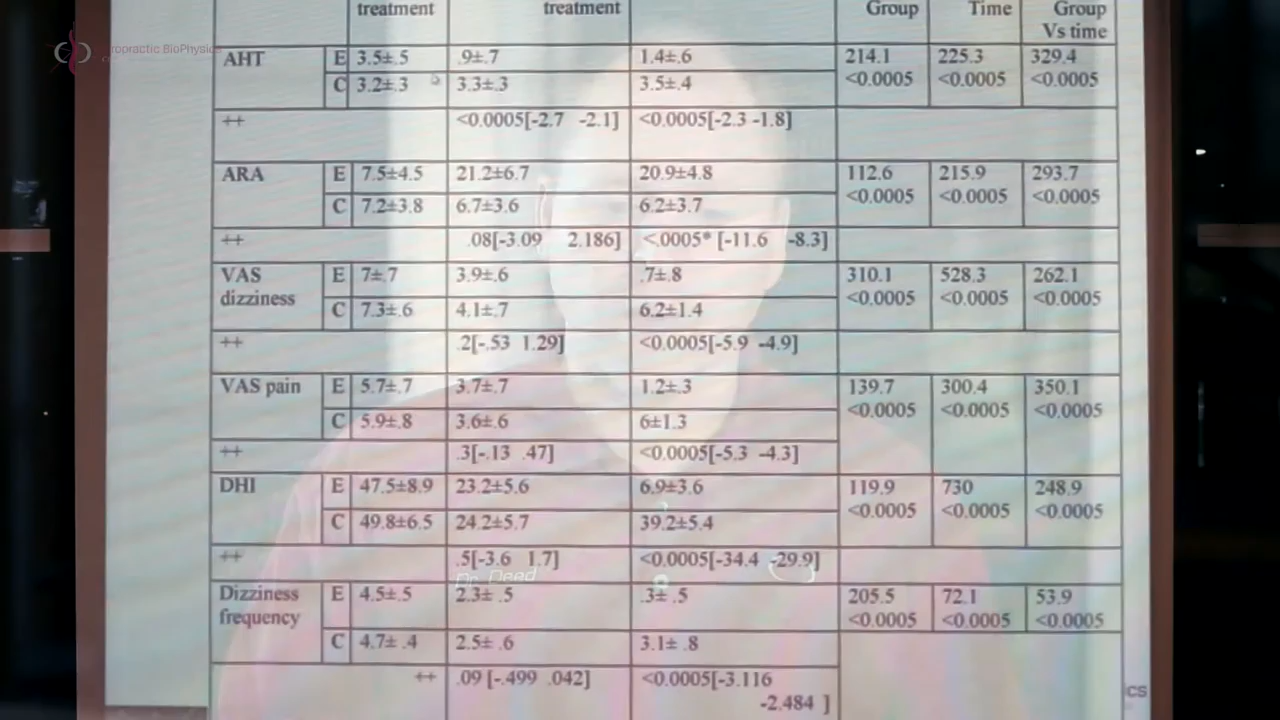 treatment treatment Group Time Group
Vs time
ropractic BioPhysics
AHT E 3.5±.5 .9±.7 1.4±.6 214.1 225.3 329.4
<0.0005 <0.0005 <0.0005
C 3.2±.3 3.3±.3 3.5±.4
++ <0.0005[-2.7 -2.1] <0.0005[-2.3 -1.8]
ARA E 7.5±4.5 21.2±6.7 20.9±4.8 112.6 215.9 293.7
<0.0005 <0.0005 <0.0005
C 7.2±3.8 6.7±3.6 6.2±3.7
++ .08[-3.09 2.186] <.0005* [-11.6 -8.3]
VAS E 7±.7 3.9±.6 .7±.8 310.1 528.3 262.1
dizziness <0.0005 <0.0005 <0.0005
C 7.3±.6 4.1±.7 6.2±1.4
++ .2[-.53 1.29] <0.0005[-5.9 -4.9]
VAS pain E 5.7±.7 3.7±.7 1.2±.3 139.7 300.4 350.1
<0.0005 <0.0005 <0.0005
C 5.9±.8 3.6±.6 6±1.3
++ .3[-.13 .47] <0.0005[-5.3 -4.3]
DHI E 47.5±8.9 23.2±5.6 6.9±3.6 119.9 730 248.9
<0.0005 <0.0005 <0.0005
C 49.8±6.5 24.2±5.7 39.2±5.4
++ .5[-3.6 1.7] <0.0005[-34.4 -29.9]
Dr. Deed
Dizziness E 4.5±.5 2.3± .5 .3± .5 205.5 72.1 53.9
frequency <0.0005 <0.0005 <0.0005
C 4.7± .4 2.5± .6 3.1± .8
++ .09 [-.499 .042] <0.0005[-3.116
-2.484 ]
CS